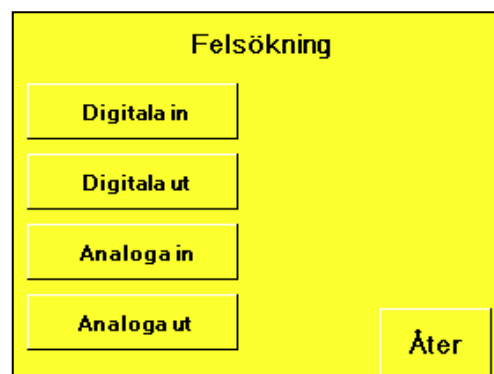 Felsökning
Digitala in
Digitala ut
Analoga in
Analoga ut
Åter